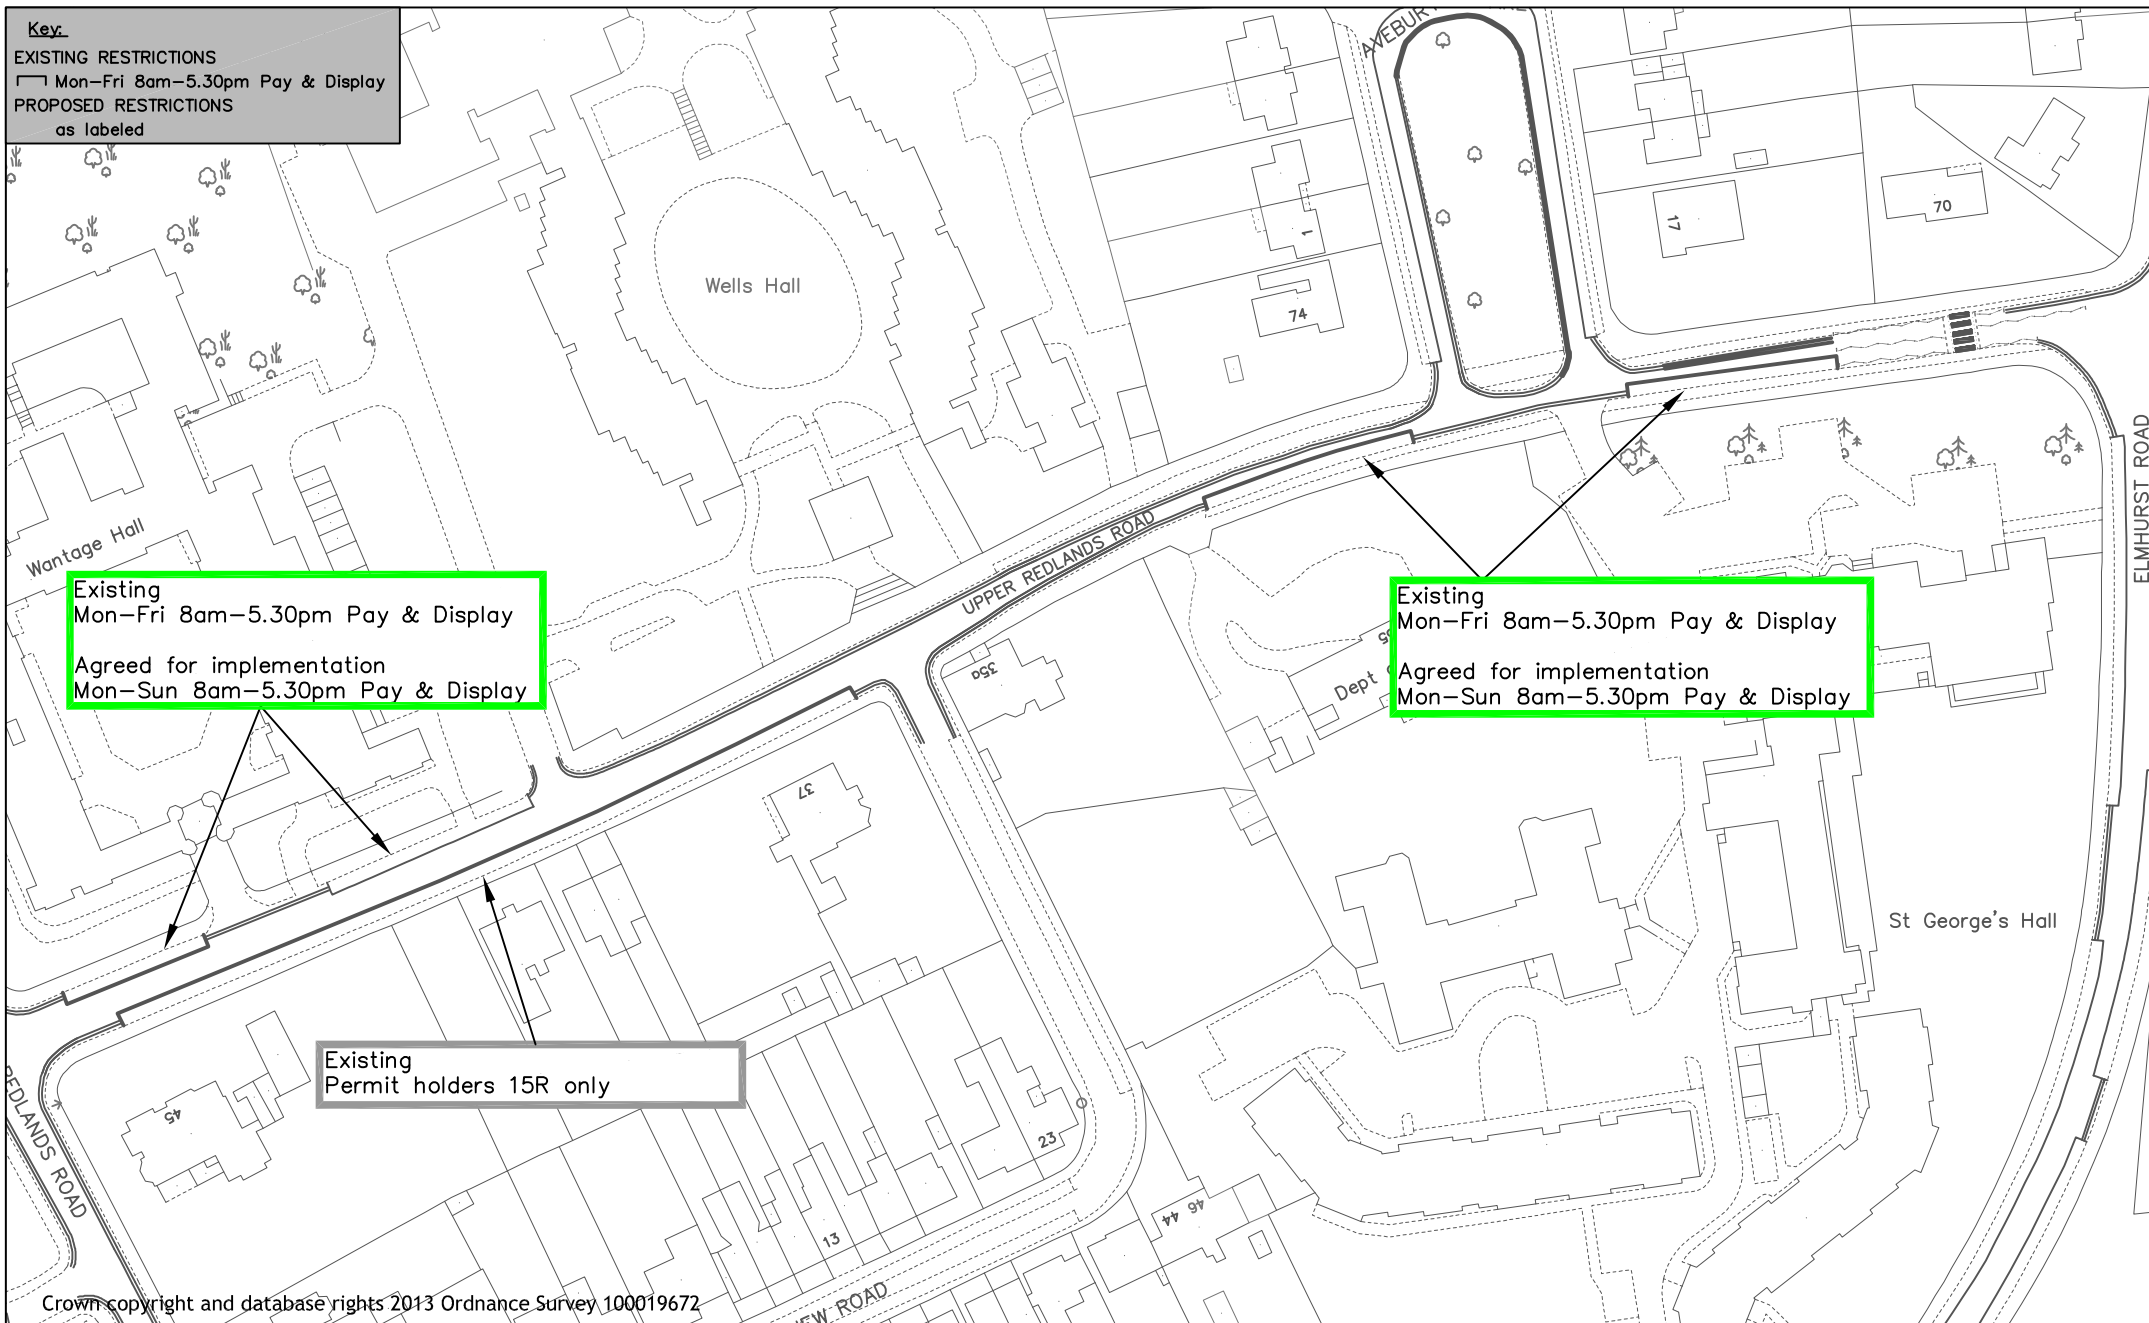 Key:
EXISTING RESTRICTIONS
Mon-Fri 8am-5.30pm Pay & Display
PROPOSED RESTRICTIONS
as labeled
Wells Hall
1
74
17
70
ELMHURST ROAD
Wantage Hall
UPPER REDLANDS ROAD
Existing
Mon-Fri 8am-5.30pm Pay & Display
Agreed for implementation
Mon-Sun 8am-5.30pm Pay & Display
Existing
Mon-Fri 8am-5.30pm Pay & Display
Agreed for implementation
Mon-Sun 8am-5.30pm Pay & Display
35a
Dept
37
St George's Hall
Existing
Permit holders 15R only
45
REDLANDS ROAD
23
13
46
44
ROAD
Crown copyright and database rights 2013 Ordnance Survey 100019672